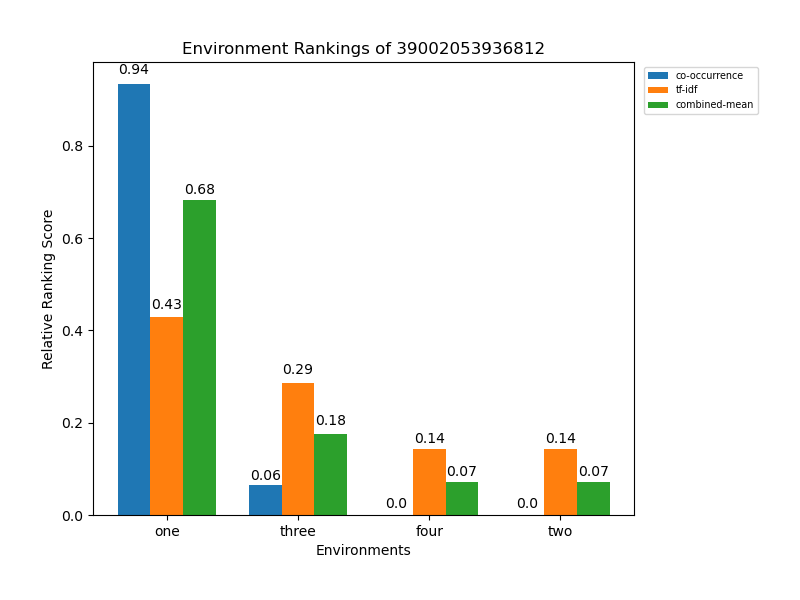 Environment Rankings of 39002053936812
co-occurrence
tf-idf
combined-mean
Relative Ranking Score
0.8
0.6
0.4
0.2
0.0
0.94
0.43
0.68
0.06
0.29
0.18
0.0
0.14
0.07
0.0
0.14
0.07
one three four two
Environments